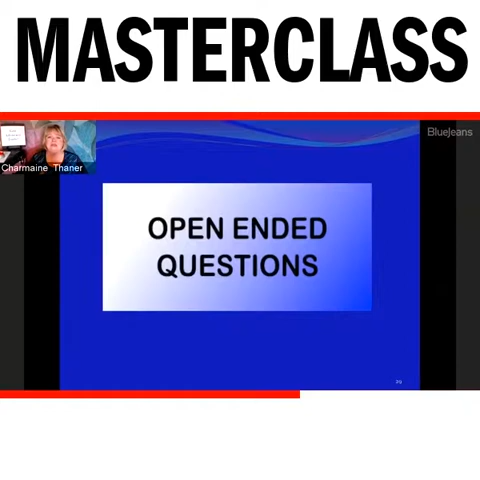 MASTERCLASS
BlueJeans
Charmaine Thaner
OPEN ENDED
QUESTIONS